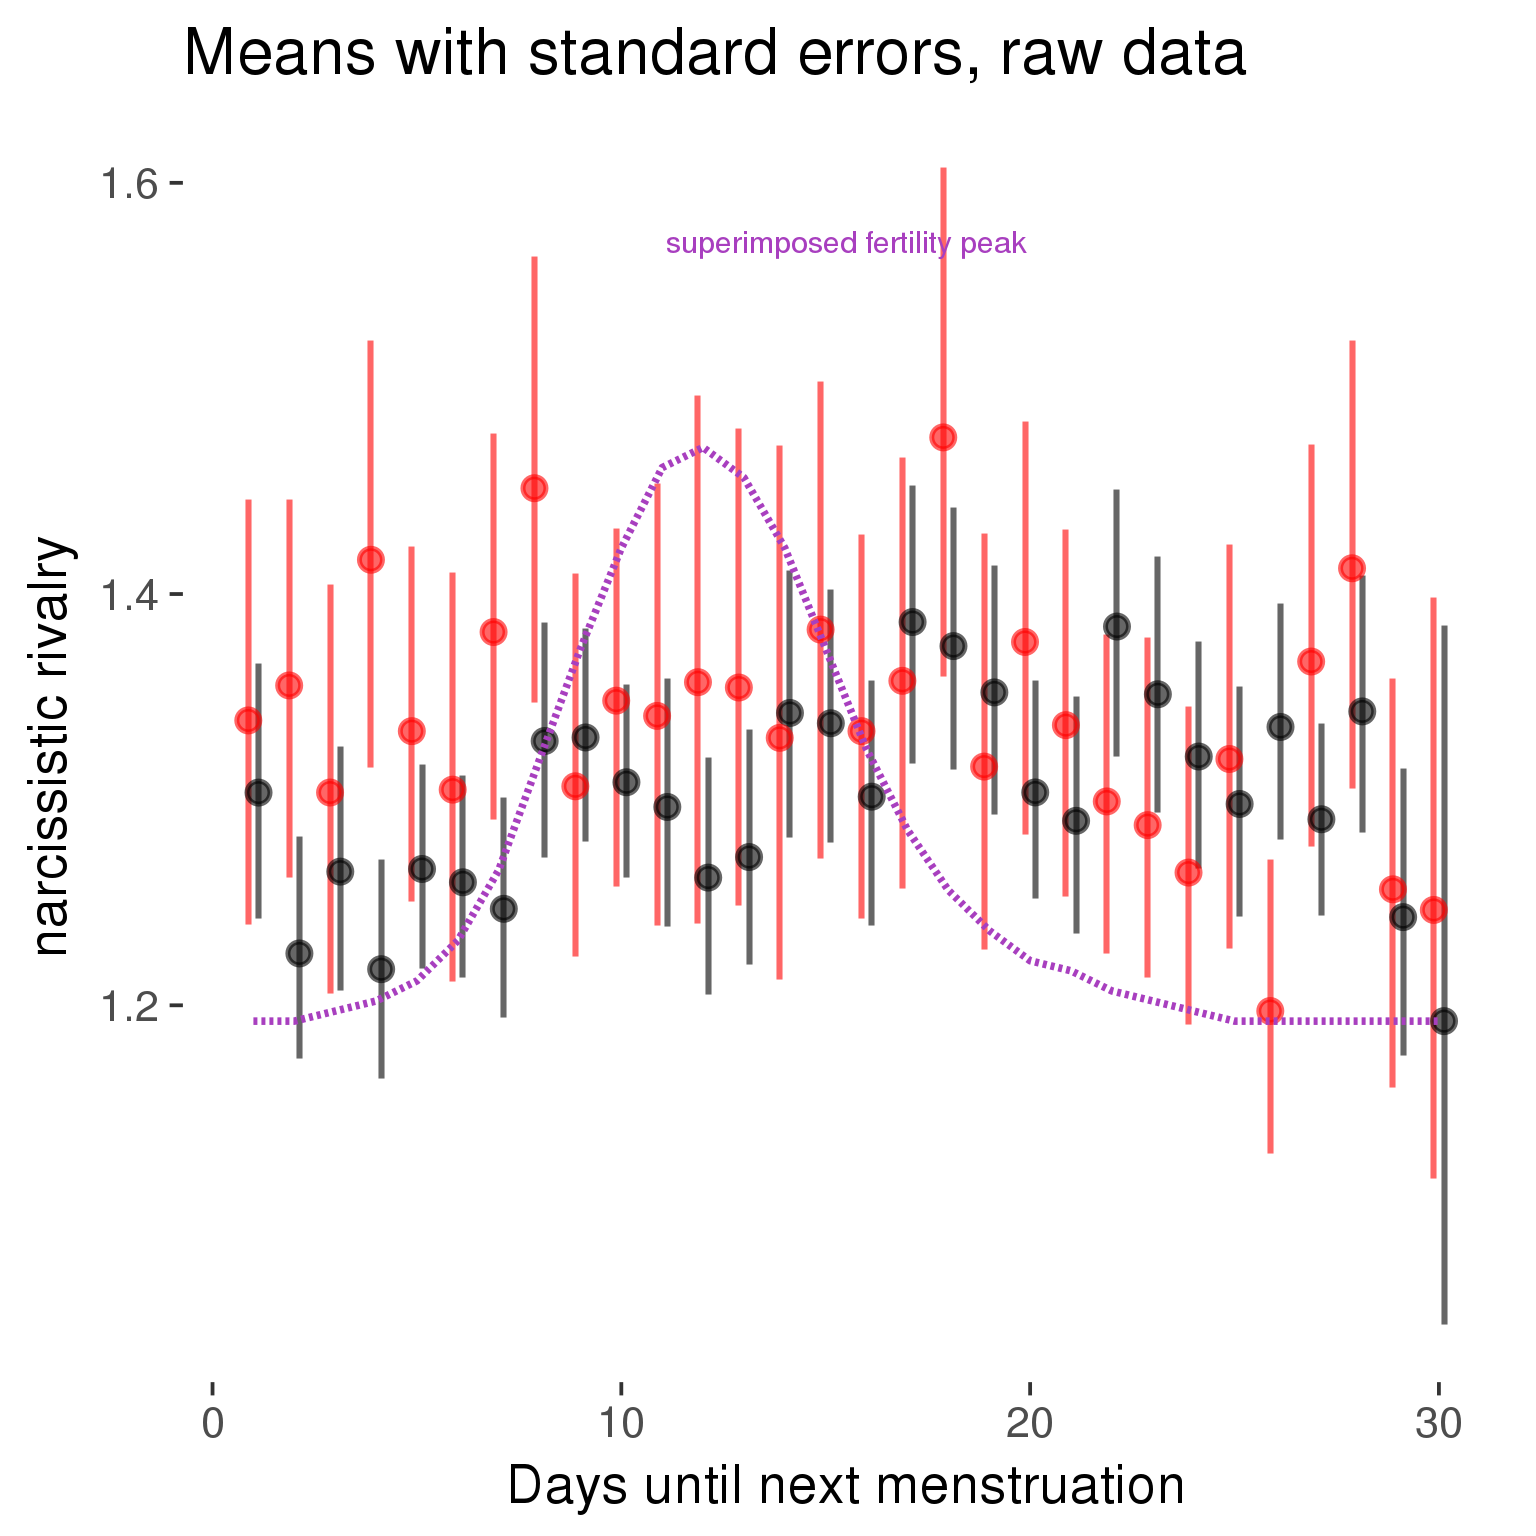 Means with standard errors, raw data
1.6
superimposed fertility peak
1.4
narcissistic rivalry
1.2
0 10 20 30
Days until next menstruation